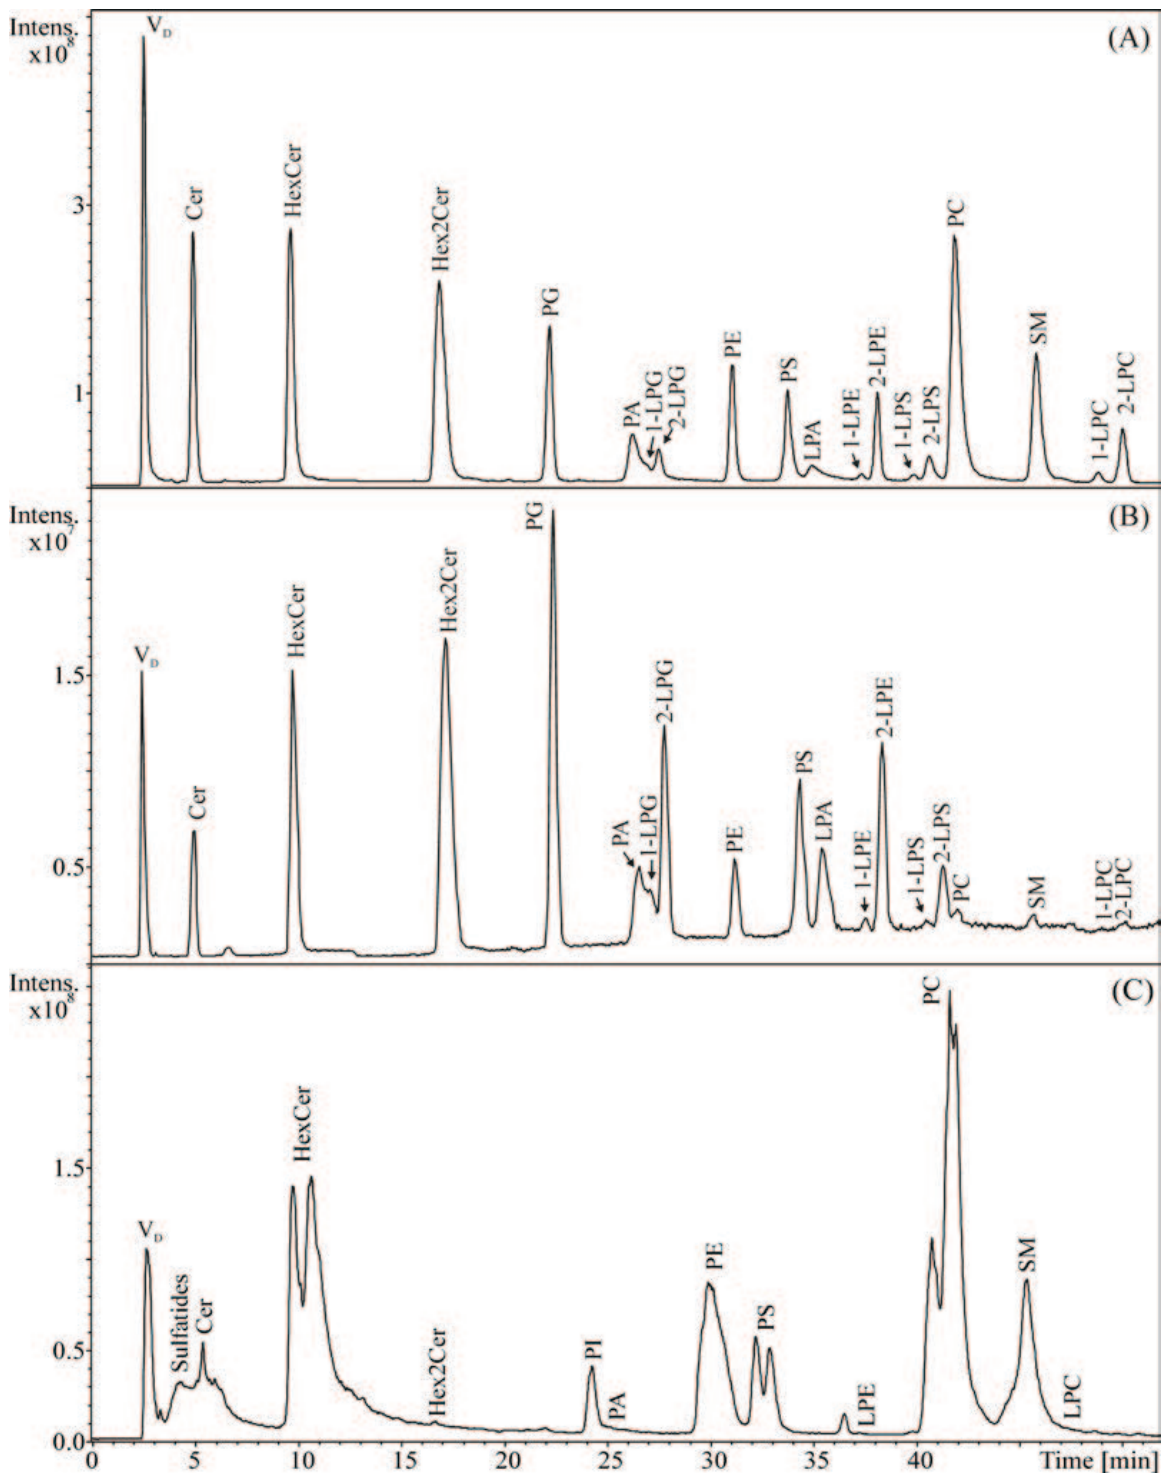 Intens.
x10⁸
(A)
V_D
Cer
HexCer
Hex2Cer
PG
PA
1-LPG
2-LPG
PE
PS
LPA
1-LPE
2-LPE
1-LPS
2-LPS
PC
SM
1-LPC
2-LPC
3
1
Intens.
x10⁷
(B)
V_D
Cer
HexCer
Hex2Cer
PG
PA
1-LPG
2-LPG
PE
PS
LPA
1-LPE
2-LPE
1-LPS
2-LPS
PC
SM
1-LPC
2-LPC
1.5
0.5
Intens.
x10⁸
(C)
V_D
Sulfatides
Cer
HexCer
Hex2Cer
PI
PA
PE
PS
LPE
PC
SM
LPC
1.5
0.5
0.0
0 5 10 15 20 25 30 35 40 Time [min]